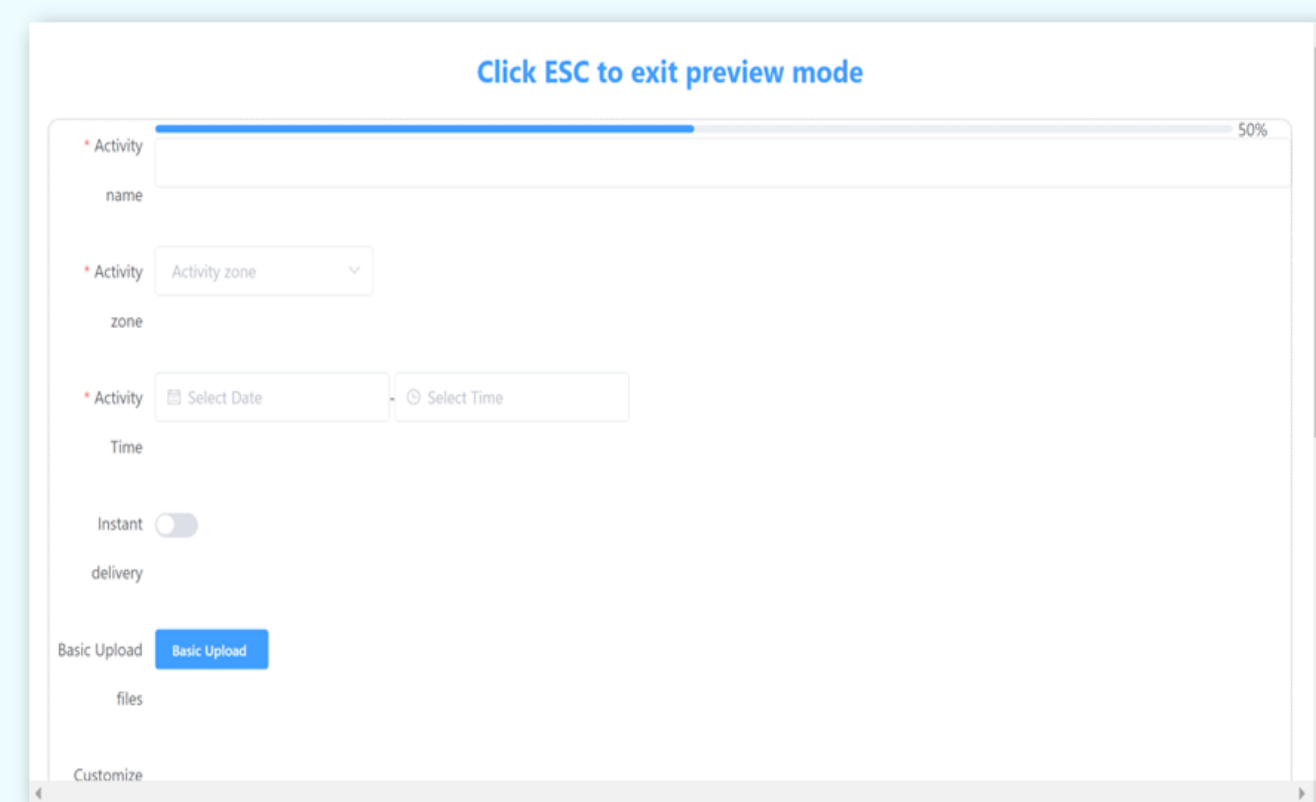 Click ESC to exit preview mode
50%
* Activity
name
* Activity Activity zone
zone
* Activity Select Date - Select Time
Time
Instant
delivery
Basic Upload Basic Upload
files
Customize